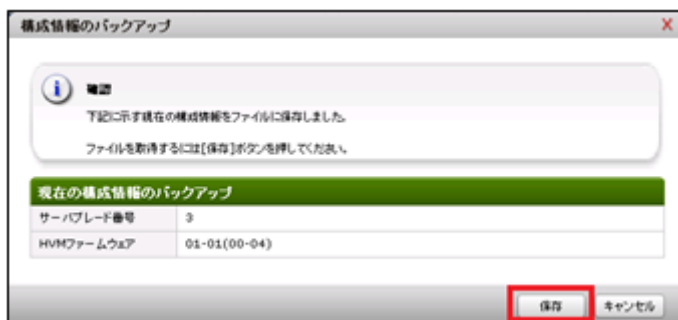 構成情報のバックアップ
X
i
確認
下記に示す現在の構成情報をファイルに保存しました。
ファイルを取得するには[保存]ボタンを押してください。
現在の構成情報のバックアップ
サーバブレード番号 3
HVMファームウェア 01-01(00-04)
保存 キャンセル